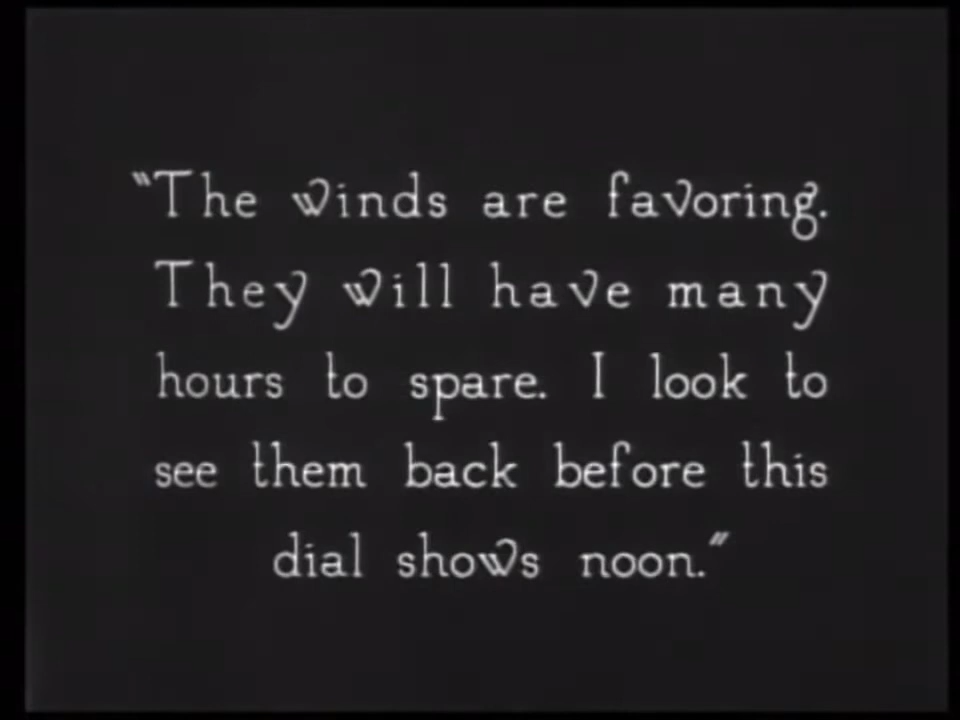 "The winds are favoring.
They will have many
hours to spare. I look to
see them back before this
dial shows noon."